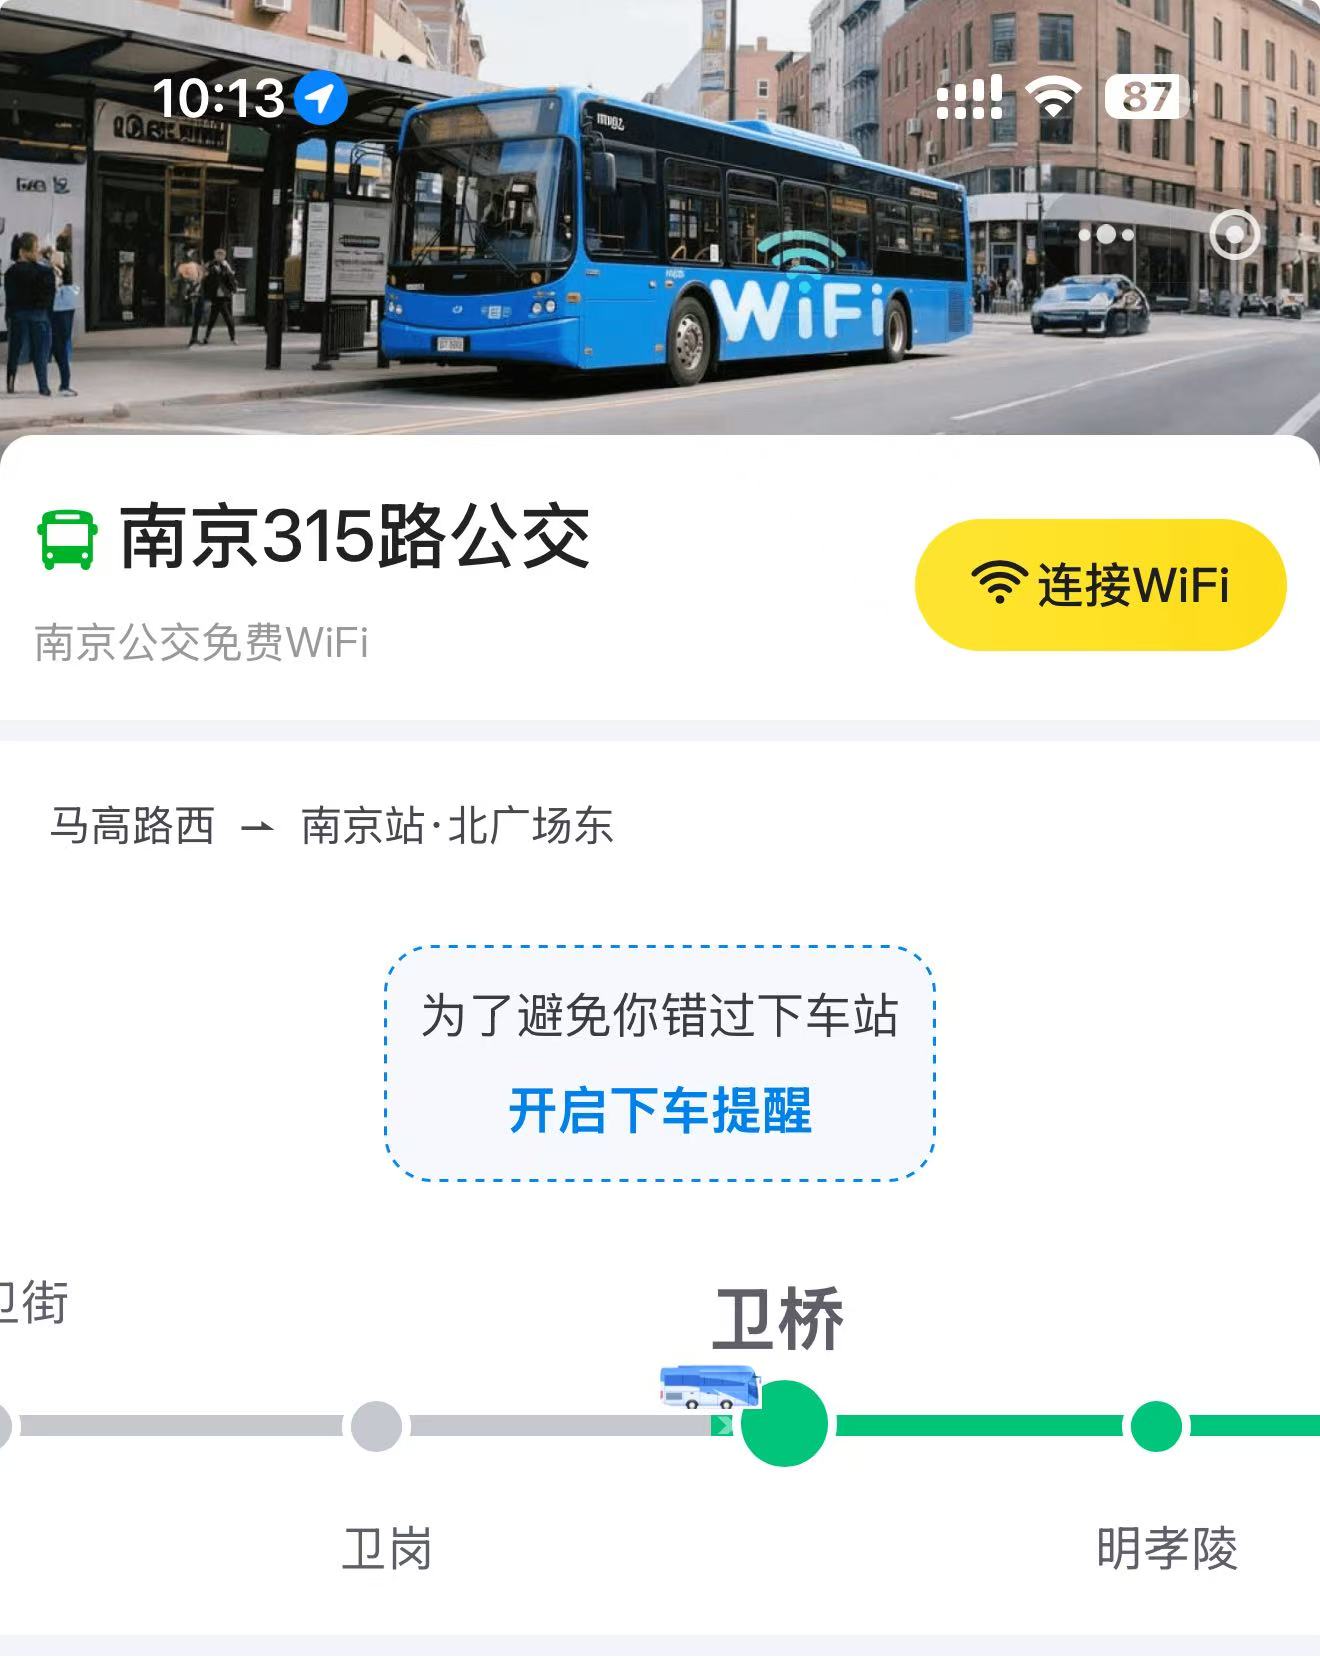 10:13
87
WiFi
南京315路公交
连接WiFi
南京公交免费WiFi
马高路西 → 南京站·北广场东
为了避免你错过下车站
开启下车提醒
卫街
卫桥
卫岗
明孝陵